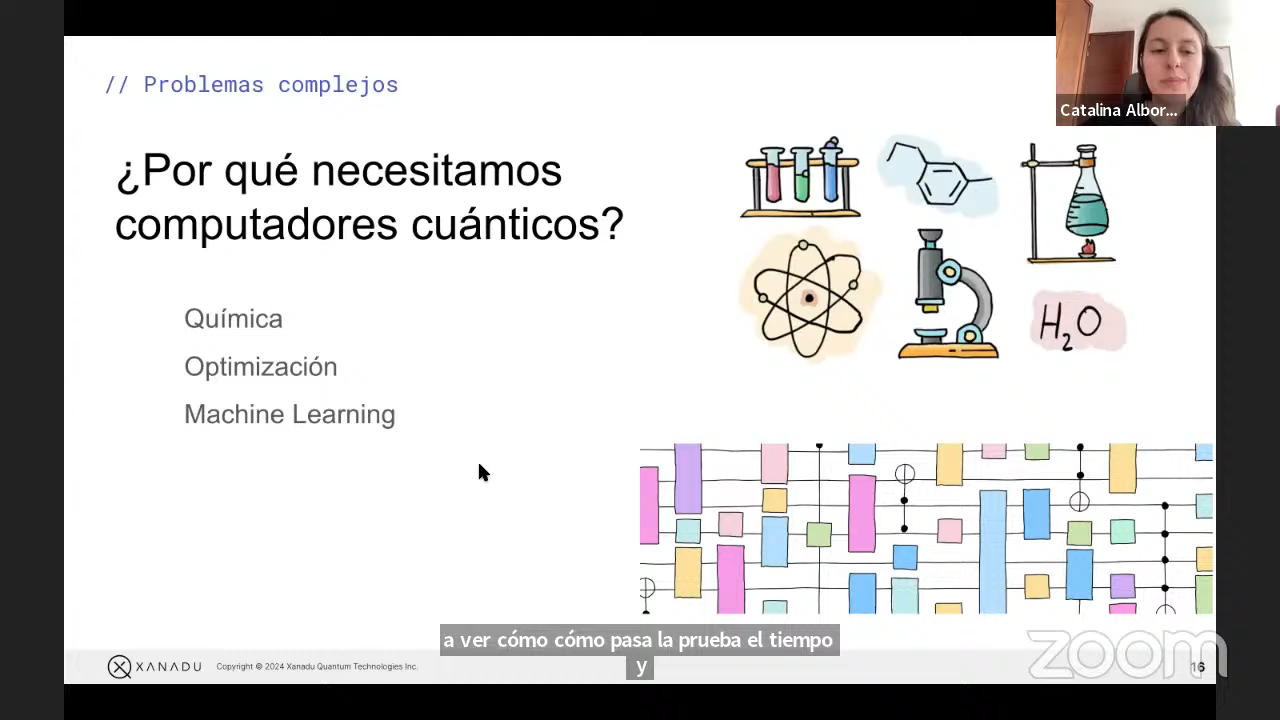 // Problemas complejos
Catalina Albor...
¿Por qué necesitamos
computadores cuánticos?
Química
Optimización
Machine Learning
H2O
a ver cómo cómo pasa la prueba el tiempo
y
XANADU
Copyright © 2024 Xanadu Quantum Technologies Inc.
zoom
16